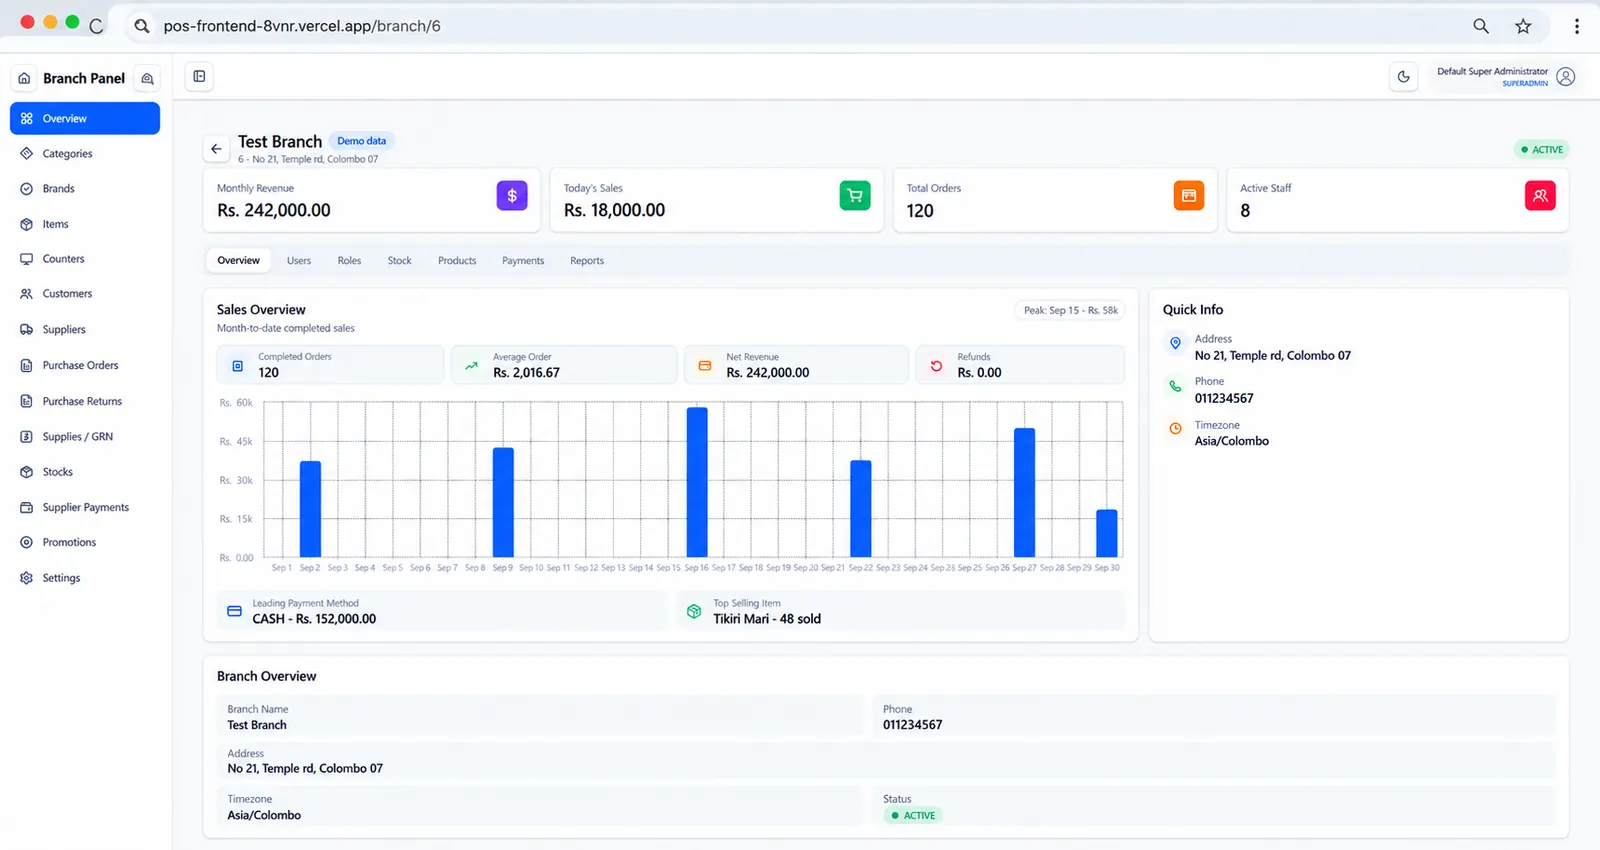 pos-frontend-8vnr.vercel.app/branch/6
Branch Panel
Default Super Administrator
SUPERADMIN
Overview
Categories
Brands
Items
Counters
Customers
Suppliers
Purchase Orders
Purchase Returns
Supplies / GRN
Stocks
Supplier Payments
Promotions
Settings
Test Branch Demo data
6 - No 21, Temple rd, Colombo 07
ACTIVE
Monthly Revenue
Rs. 242,000.00
Today's Sales
Rs. 18,000.00
Total Orders
120
Active Staff
8
Overview Users Roles Stock Products Payments Reports
Sales Overview
Month-to-date completed sales
Peak: Sep 15 - Rs. 58k
Completed Orders
120
Average Order
Rs. 2,016.67
Net Revenue
Rs. 242,000.00
Refunds
Rs. 0.00
Rs. 60k
Rs. 45k
Rs. 30k
Rs. 15k
Rs. 0.00
Sep 1 Sep 2 Sep 3 Sep 4 Sep 5 Sep 6 Sep 7 Sep 8 Sep 9 Sep 10 Sep 11 Sep 12 Sep 13 Sep 14 Sep 15 Sep 16 Sep 17 Sep 18 Sep 19 Sep 20 Sep 21 Sep 22 Sep 23 Sep 24 Sep 28 Sep 25 Sep 26 Sep 27 Sep 28 Sep 29 Sep 30
Leading Payment Method
CASH - Rs. 152,000.00
Top Selling Item
Tikiri Mari - 48 sold
Quick Info
Address
No 21, Temple rd, Colombo 07
Phone
011234567
Timezone
Asia/Colombo
Branch Overview
Branch Name
Test Branch
Phone
011234567
Address
No 21, Temple rd, Colombo 07
Timezone
Asia/Colombo
Status
ACTIVE